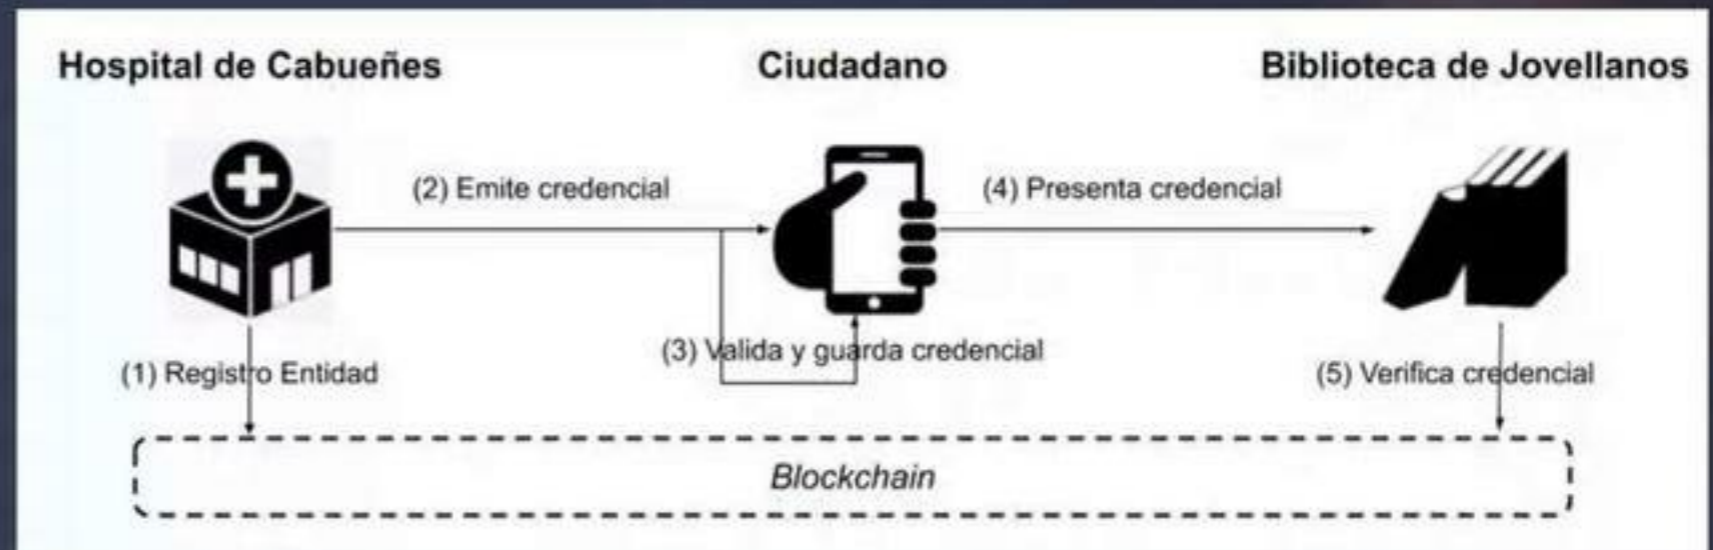 Hospital de Cabueñes
Ciudadano
Biblioteca de Jovellanos
(2) Emite credencial
(4) Presenta credencial
(3) Valida y guarda credencial
(1) Registro Entidad
(5) Verifica credencial
Blockchain